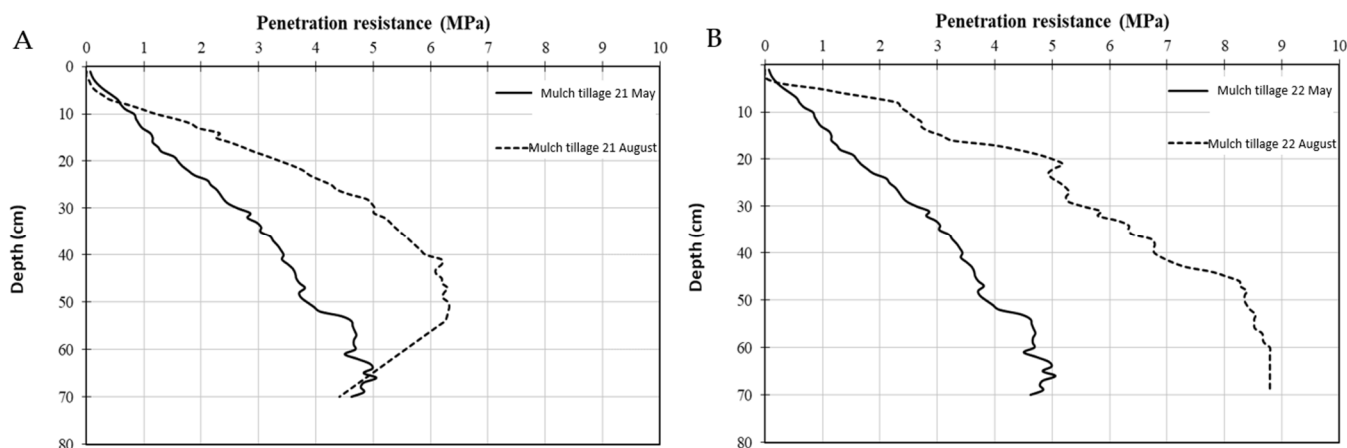 A
Penetration resistance (MPa)
0 1 2 3 4 5 6 7 8 9 10
0
10
20
30
40
50
60
70
80
Depth (cm)
Mulch tillage 21 May
Mulch tillage 21 August
B
Penetration resistance (MPa)
0 1 2 3 4 5 6 7 8 9 10
10
20
30
40
50
60
70
80
Depth (cm)
Mulch tillage 22 May
Mulch tillage 22 August